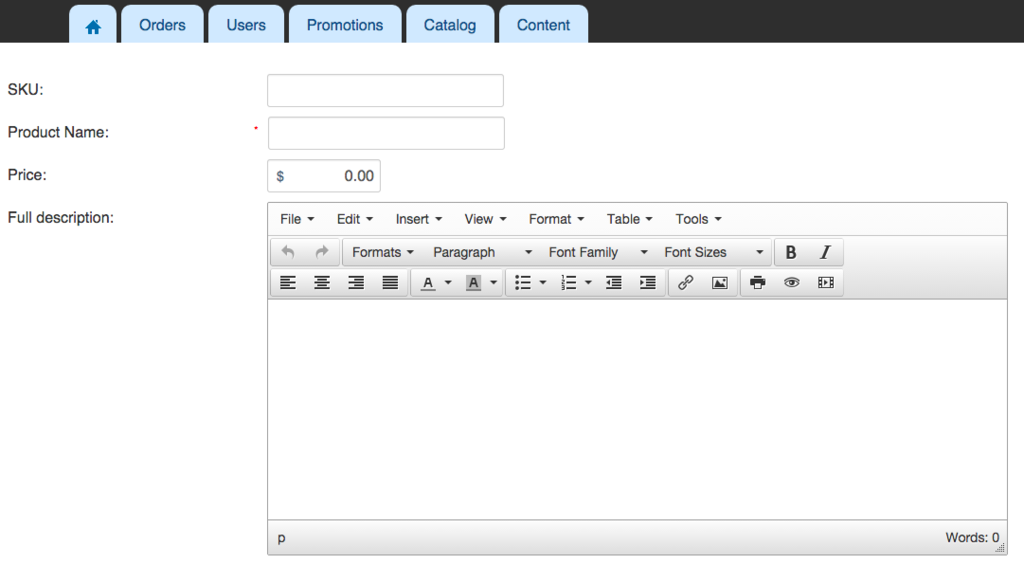 Orders Users Promotions Catalog Content
SKU:
Product Name: *
Price: $ 0.00
Full description:
File Edit Insert View Format Table Tools
Formats Paragraph Font Family Font Sizes B I
A A
p Words: 0